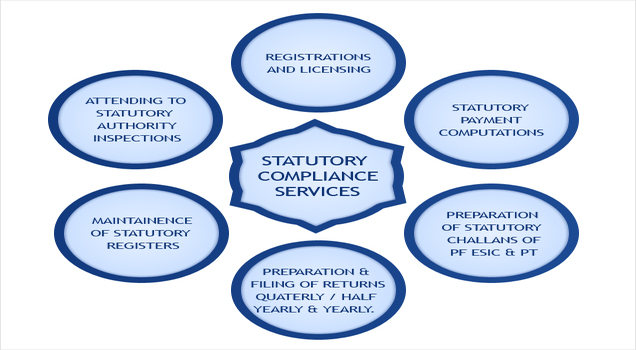 REGISTRATIONS
AND LICENSING
ATTENDING TO
STATUTORY
AUTHORITY
INSPECTIONS
STATUTORY
PAYMENT
COMPUTATIONS
STATUTORY
COMPLIANCE
SERVICES
MAINTAINENCE
OF STATUTORY
REGISTERS
PREPARATION
OF STATUTORY
CHALLANS OF
PF ESIC & PT
PREPARATION &
FILING OF RETURNS
QUATERLY / HALF
YEARLY & YEARLY.